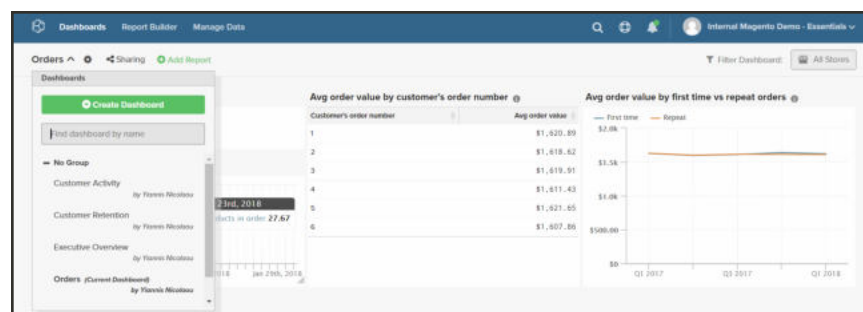 Dashboards Report Builder Manage Data
Internal Magento Demo - Essentials
Orders Sharing Add Report
Filter Dashboard: All Stores
Dashboards
Create Dashboard
Find dashboard by name
No Group
Customer Activity
by Yiannis Nicolaou
Customer Retention
by Yiannis Nicolaou
Executive Overview
by Yiannis Nicolaou
Orders (Current Dashboard)
by Yiannis Nicolaou
23rd, 2018
ducts in order 27.67
2018 Jan 29th, 2018
Avg order value by customer's order number
Customer's order number Avg order value
1 $1,620.89
2 $1,618.62
3 $1,619.91
4 $1,611.43
5 $1,621.65
6 $1,607.86
Avg order value by first time vs repeat orders
First time Repeat
$2.0k
$1.5k
$1.0k
$500.00
$0
Q1 2017 Q3 2017 Q1 2018